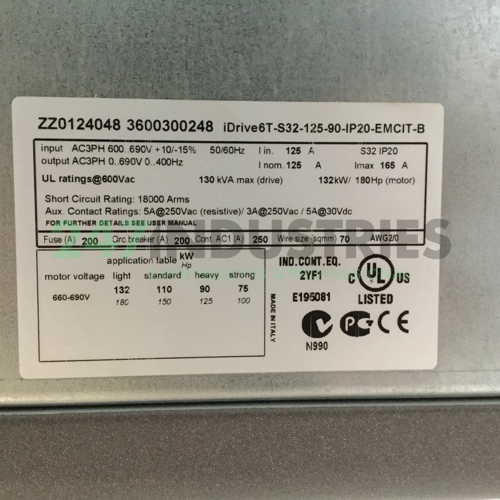 ZZ0124048 3600300248 iDrive6T-S32-125-90-IP20-EMCIT-B
input AC3PH 600..690V +10/-15% 50/60Hz I in. 125 A S32 IP20
output AC3PH 0..690V 0..400Hz I nom. 125 A Imax 165 A
UL ratings@600Vac 130 kVA max (drive) 132kW/ 180Hp (motor)
Short Circuit Rating: 18000 Arms
Aux. Contact Ratings: 5A@250Vac (resistive)/ 3A@250Vac / 5A@30Vdc
FOR FURTHER DETAILS SEE USER MANUAL
Fuse (A) 200 Circ breaker (A) 200 Cont. AC1 (A) 250 Wire size (sqmm) 70 AWG2/0
application table kW
Hp
motor voltage light standard heavy strong
660-690V 132 110 90 75
180 150 125 100
MADE IN ITALY
IND.CONT.EQ.
2YF1
E195081
C UL US
LISTED
N990
PC CE
24 INDUSTRIES